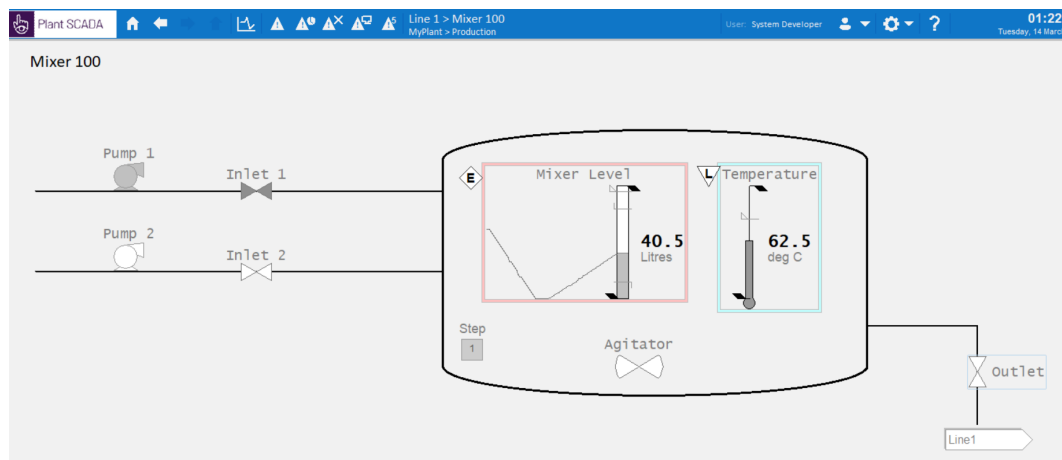 Plant SCADA
Line 1 > Mixer 100
MyPlant > Production
User: System Developer
01:22
Tuesday, 14 Marc
Mixer 100
Pump 1
Inlet 1
Pump 2
Inlet 2
E
Mixer Level
40.5
Litres
L
Temperature
62.5
deg C
Step
1
Agitator
Outlet
Line1